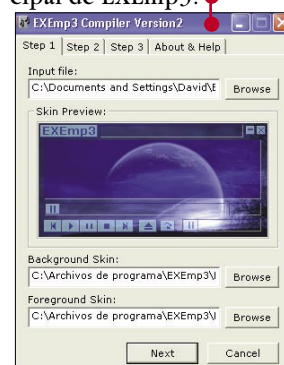 cipal de EXEmp3.
EXEmp3 Compiler Version2
Step 1 Step 2 Step 3 About & Help
Input file:
C:\Documents and Settings\David\E Browse
Skin Preview:
EXEmp3
Background Skin:
C:\Archivos de programa\EXEmp3\I Browse
Foreground Skin:
C:\Archivos de programa\EXEmp3\I Browse
Next Cancel